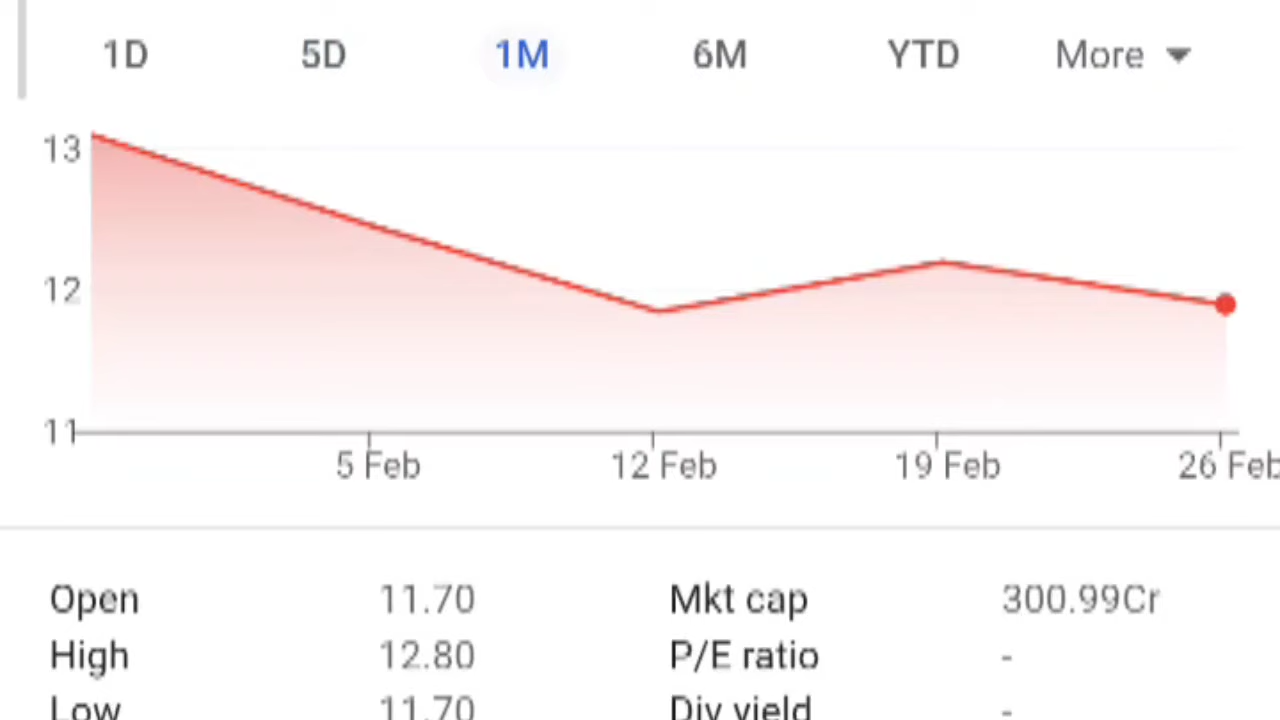 1D 5D 1M 6M YTD More
13
12
11
5 Feb 12 Feb 19 Feb 26 Feb
Open 11.70 Mkt cap 300.99Cr
High 12.80 P/E ratio -
Low 11.70 Div yield -